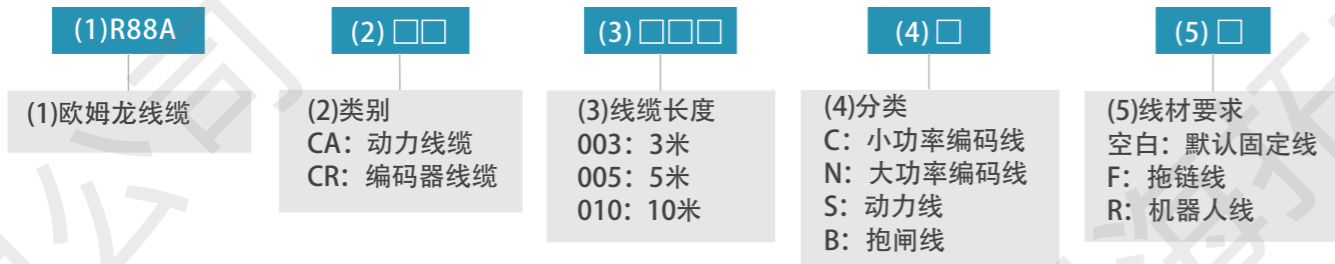 (1)R88A
(2)□□
(3)□□□
(4)□
(5)□
(1)欧姆龙线缆
(2)类别
CA：动力线缆
CR：编码器线缆
(3)线缆长度
003：3米
005：5米
010：10米
(4)分类
C：小功率编码线
N：大功率编码线
S：动力线
B：抱闸线
(5)线材要求
空白：默认固定线
F：拖链线
R：机器人线
公司